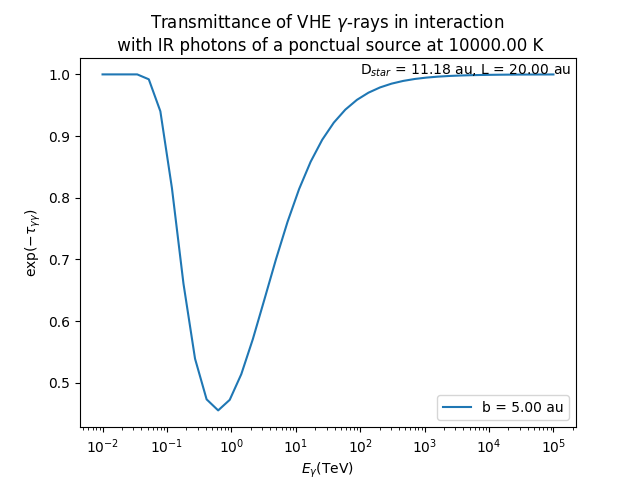 Transmittance of VHE γ-rays in interaction
with IR photons of a ponctual source at 10000.00 K
D_star = 11.18 au, L = 20.00 au
1.0
0.9
0.8
0.7
0.6
0.5
exp(−τ_γγ)
b = 5.00 au
10^−2
10^−1
10^0
10^1
10^2
10^3
10^4
10^5
E_γ(TeV)